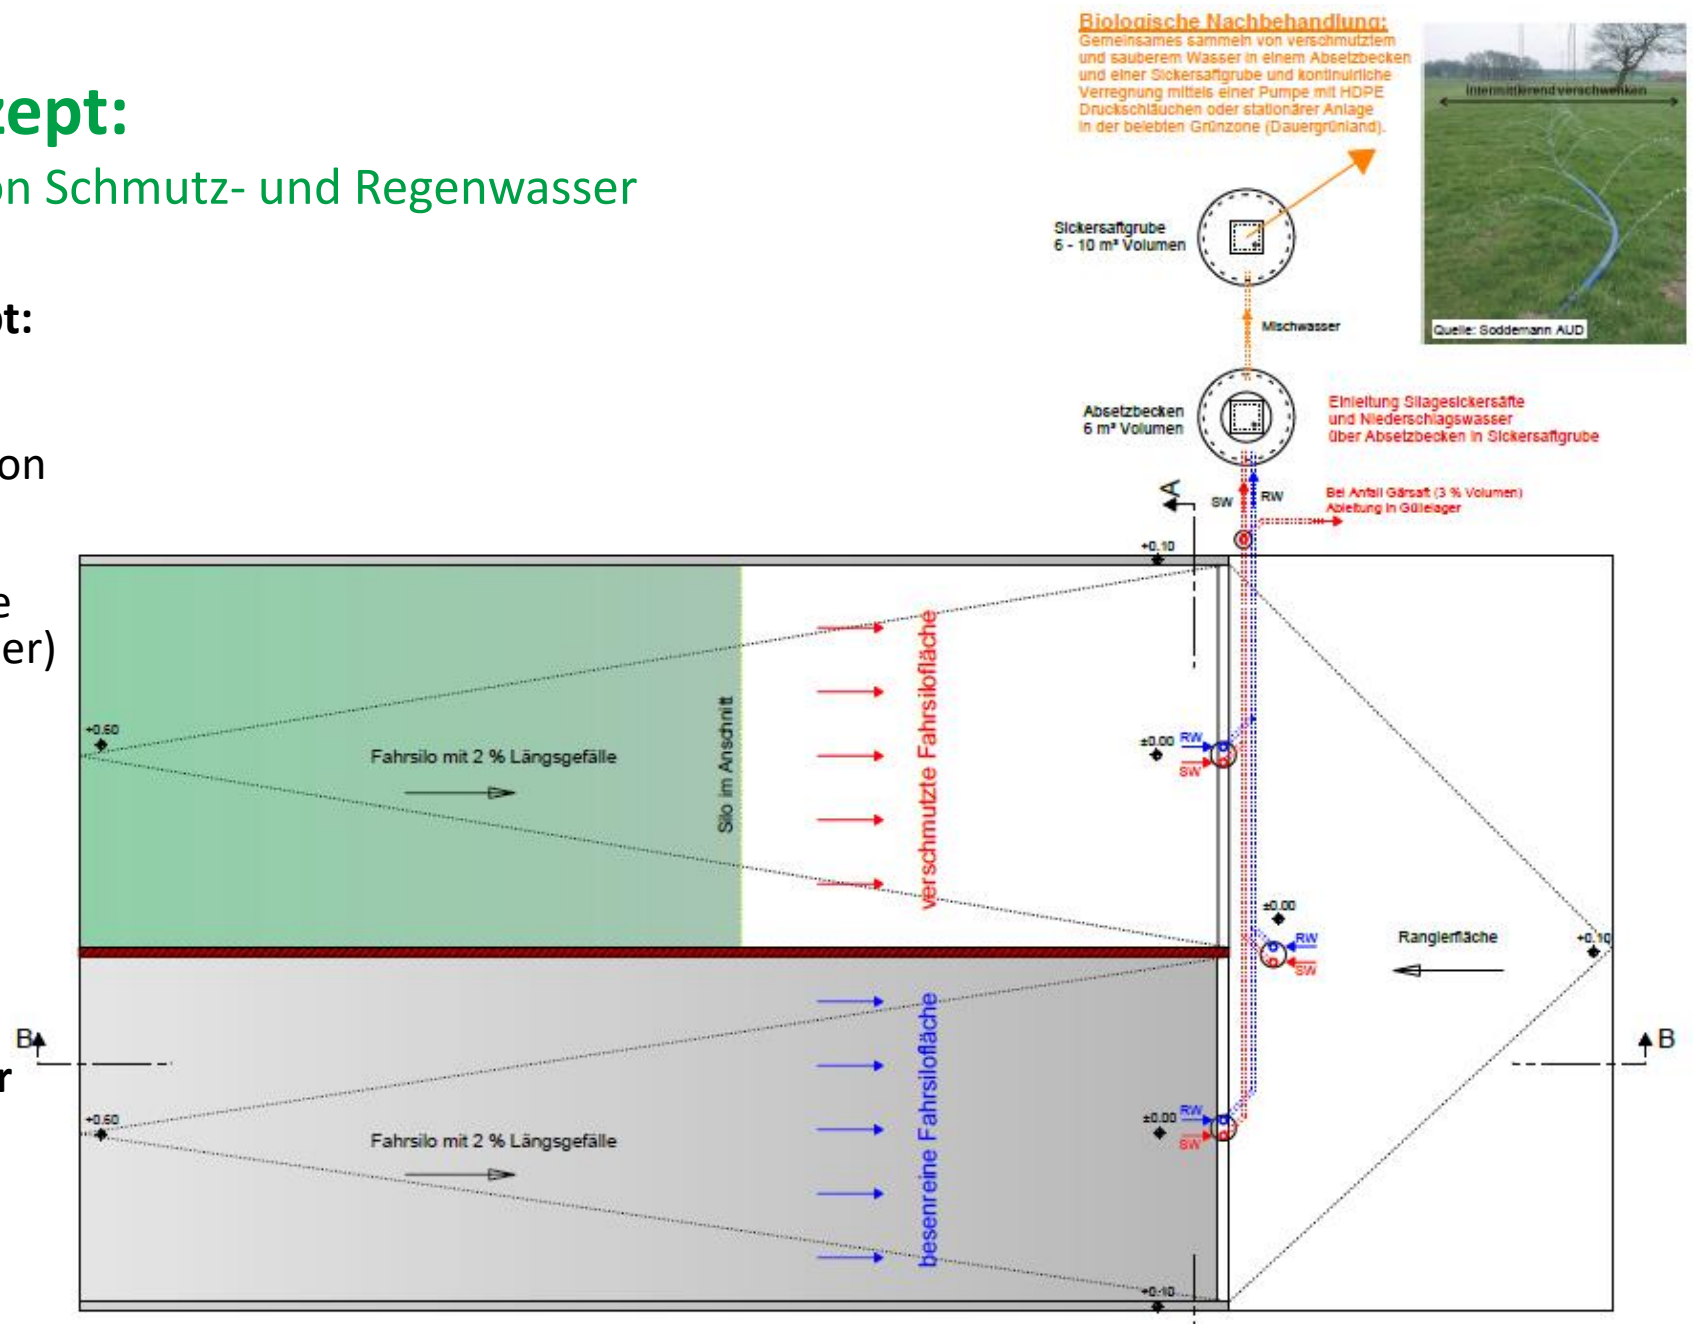 zept:
on Schmutz- und Regenwasser
pt:
on
e
er)
r
Biologische Nachbehandlung:
Gemeinsames sammeln von verschmutztem
und sauberem Wasser in einem Absetzbecken
und einer Sickersaftgrube und kontinuirliche
Verregnung mittels einer Pumpe mit HDPE
Druckschläuchen oder stationärer Anlage
in der belebten Grünzone (Dauergrünland).
intermittierend verschwenken
Quelle: Soddemann AUD
Sickersaftgrube
6 - 10 m³ Volumen
Mischwasser
Absetzbecken
6 m³ Volumen
Einleitung Silagesickersäfte
und Niederschlagswasser
über Absetzbecken in Sickersaftgrube
A
SW
RW
Bei Anfall Gärsaft (3 % Volumen)
Ableitung in Güllelager
+0.10
+0.60
Fahrsilo mit 2 % Längsgefälle
Silo im Anschnitt
verschmutzte Fahrsilofläche
±0.00
RW
SW
±0.00
RW
SW
Rangierfläche
+0.10
B
B
+0.60
Fahrsilo mit 2 % Längsgefälle
besenreine Fahrsilofläche
±0.00
RW
SW
+0.10